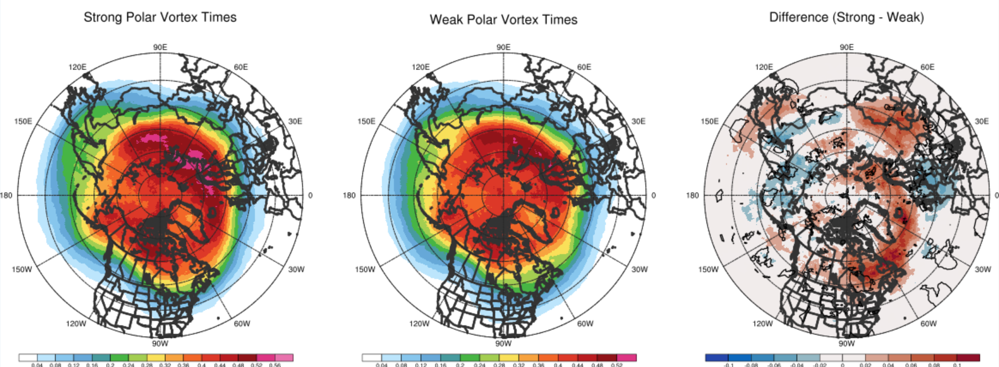 Strong Polar Vortex Times
90E
120E
60E
150E
30E
180
0
150W
30W
120W
60W
90W
0.04 0.08 0.12 0.16 0.2 0.24 0.28 0.32 0.36 0.4 0.44 0.48 0.52 0.56
Weak Polar Vortex Times
90E
120E
60E
150E
30E
180
0
150W
30W
120W
60W
90W
0.04 0.08 0.12 0.16 0.2 0.24 0.28 0.32 0.36 0.4 0.44 0.48 0.52
Difference (Strong - Weak)
90E
120E
60E
150E
30E
180
0
150W
30W
120W
60W
90W
-0.1 -0.08 -0.06 -0.04 -0.02 0 0.02 0.04 0.06 0.08 0.1